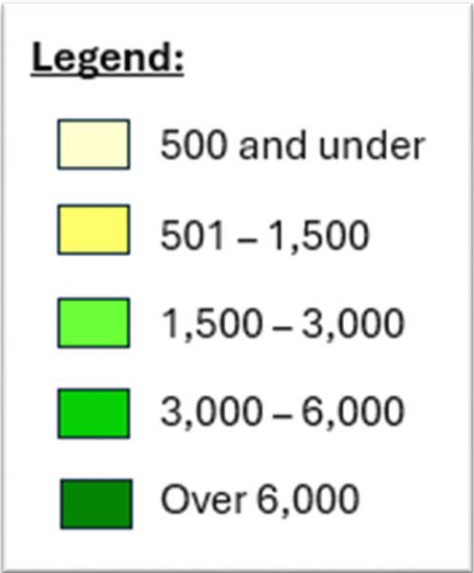 Legend:
500 and under
501 – 1,500
1,500 – 3,000
3,000 – 6,000
Over 6,000